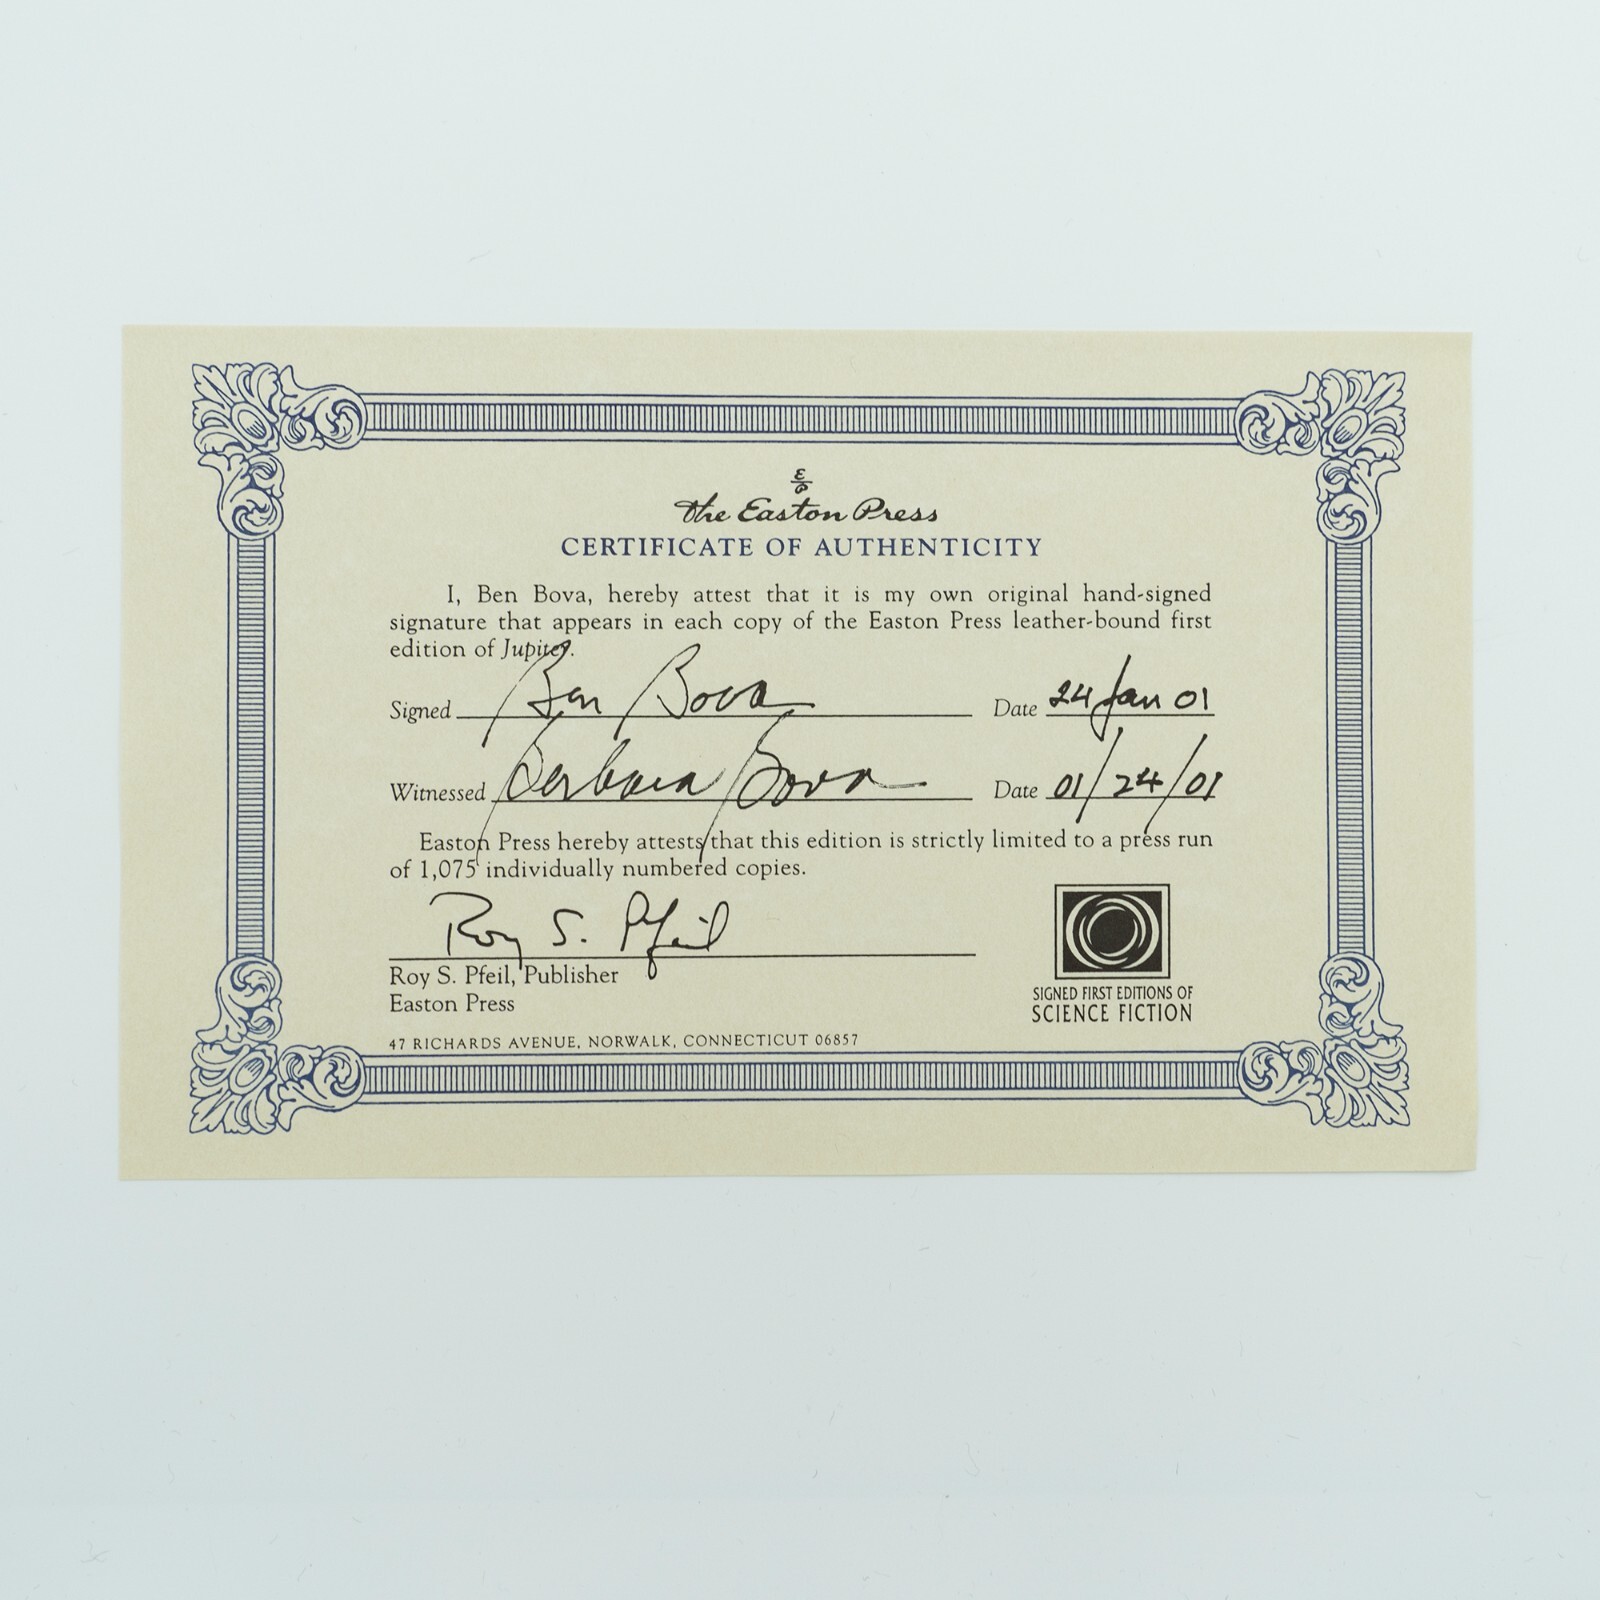 E/P
the Easton Press
CERTIFICATE OF AUTHENTICITY
I, Ben Bova, hereby attest that it is my own original hand-signed
signature that appears in each copy of the Easton Press leather-bound first
edition of Jupiter.
Signed Ben Bova Date 24 Jan 01
Witnessed Barbara Bova Date 01/24/01
Easton Press hereby attests that this edition is strictly limited to a press run
of 1,075 individually numbered copies.
Roy S. Pfeil
Roy S. Pfeil, Publisher
Easton Press
47 RICHARDS AVENUE, NORWALK, CONNECTICUT 06857
SIGNED FIRST EDITIONS OF
SCIENCE FICTION